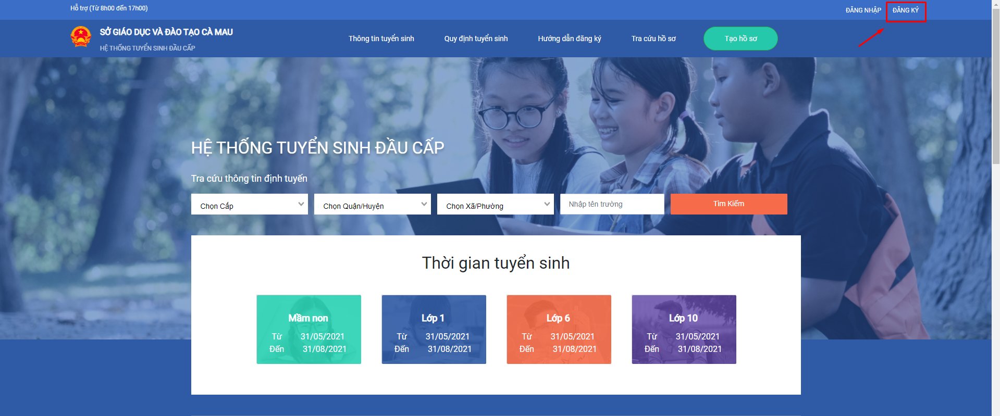 Hỗ trợ (Từ 8h00 đến 17h00)
ĐĂNG NHẬP
ĐĂNG KÝ
SỞ GIÁO DỤC VÀ ĐÀO TẠO CÀ MAU
HỆ THỐNG TUYỂN SINH ĐẦU CẤP
Thông tin tuyển sinh
Quy định tuyển sinh
Hướng dẫn đăng ký
Tra cứu hồ sơ
Tạo hồ sơ
HỆ THỐNG TUYỂN SINH ĐẦU CẤP
Tra cứu thông tin định tuyến
Chọn Cấp
Chọn Quận/Huyện
Chọn Xã/Phường
Nhập tên trường
Tìm Kiếm
Thời gian tuyển sinh
Mầm non
Từ 31/05/2021
Đến 31/08/2021
Lớp 1
Từ 31/05/2021
Đến 31/08/2021
Lớp 6
Từ 31/05/2021
Đến 31/08/2021
Lớp 10
Từ 31/05/2021
Đến 31/08/2021